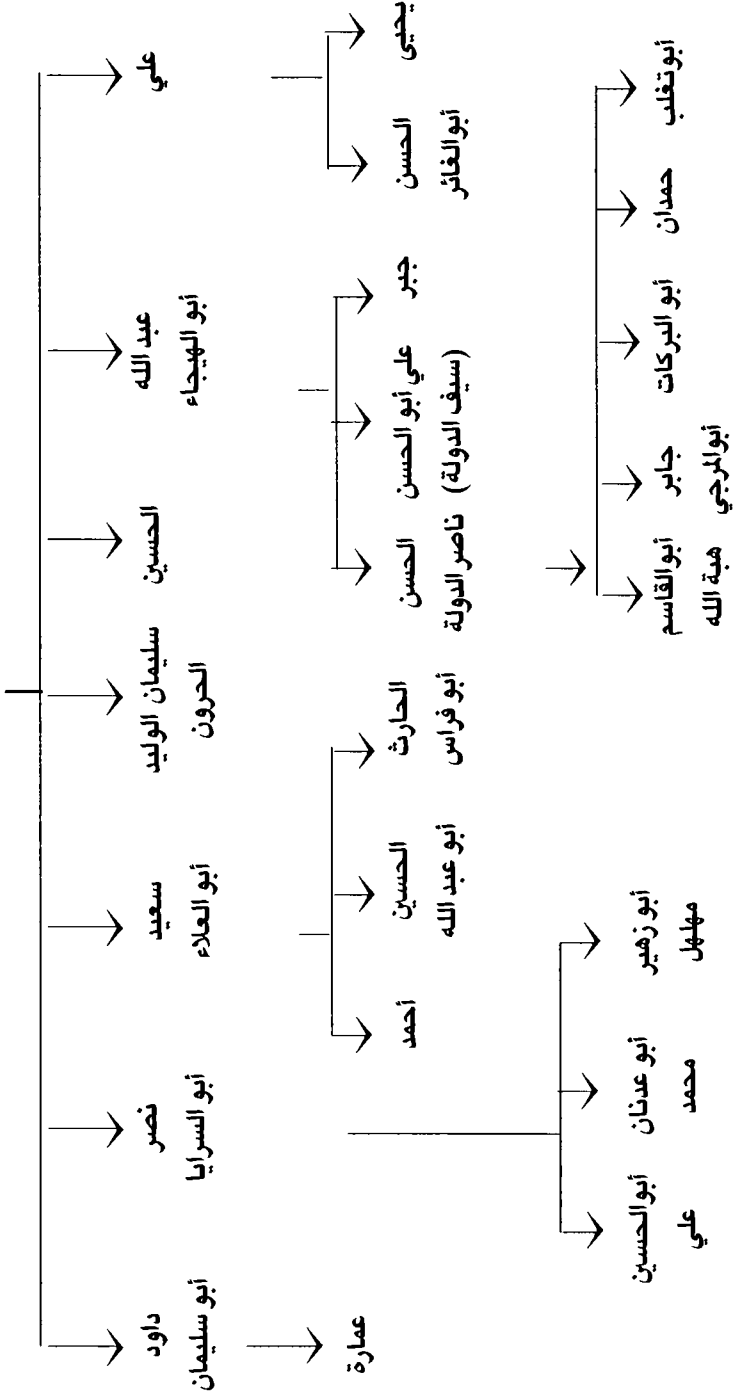 علي
عبد الله
أبو الهيجاء
الحسين
سليمان الوليد
الحرون
سعيد
أبو العلاء
نصر
أبو السرايا
داود
أبو سليمان
يحيى
الحسن
أبو الغائر
جبر
علي أبو الحسن
(سيف الدولة)
الحسن
ناصر الدولة
الحارث
أبو فراس
الحسين
أبو عبد الله
أحمد
عمارة
أبو تغلب
حمدان
أبو البركات
جابر
أبو المرجي
أبو القاسم
هبة الله
أبو زهير
مهلهل
أبو عدنان
محمد
أبو الحسين
علي